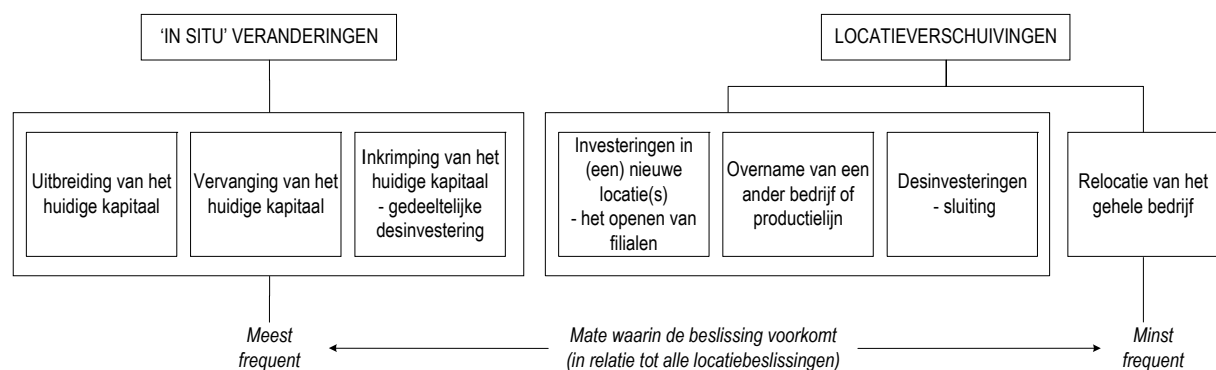 ‘IN SITU’ VERANDERINGEN
LOCATIEVERSCHUIVINGEN
Uitbreiding van het
huidige kapitaal
Vervanging van het
huidige kapitaal
Inkrimping van het
huidige kapitaal
- gedeeltelijke
desinvestering
Investeringen in
(een) nieuwe
locatie(s)
- het openen van
filialen
Overname van een
ander bedrijf of
productielijn
Desinvesteringen
- sluiting
Relocatie van het
gehele bedrijf
Meest
frequent
Mate waarin de beslissing voorkomt
(in relatie tot alle locatiebeslissingen)
Minst
frequent